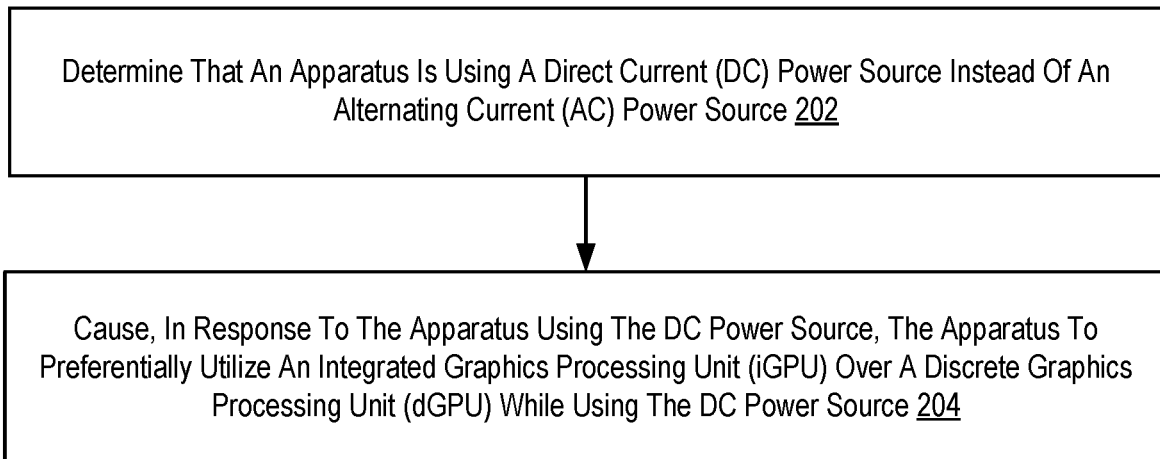 Determine That An Apparatus Is Using A Direct Current (DC) Power Source Instead Of An
Alternating Current (AC) Power Source 202
Cause, In Response To The Apparatus Using The DC Power Source, The Apparatus To
Preferentially Utilize An Integrated Graphics Processing Unit (iGPU) Over A Discrete Graphics
Processing Unit (dGPU) While Using The DC Power Source 204